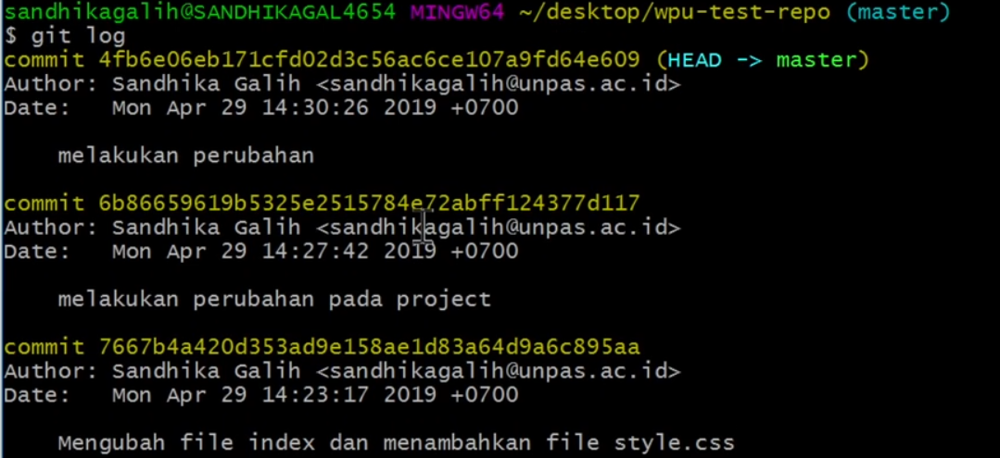 sandhikagalih@SANDHIKAGAL4654 MINGW64 ~/desktop/wpu-test-repo (master)
$ git log
commit 4fb6e06eb171cfd02d3c56ac6ce107a9fd64e609 (HEAD -> master)
Author: Sandhika Galih <sandhikagalih@unpas.ac.id>
Date:   Mon Apr 29 14:30:26 2019 +0700
melakukan perubahan
commit 6b86659619b5325e2515784e72abff124377d117
Author: Sandhika Galih <sandhikagalih@unpas.ac.id>
Date:   Mon Apr 29 14:27:42 2019 +0700
melakukan perubahan pada project
commit 7667b4a420d353ad9e158ae1d83a64d9a6c895aa
Author: Sandhika Galih <sandhikagalih@unpas.ac.id>
Date:   Mon Apr 29 14:23:17 2019 +0700
Mengubah file index dan menambahkan file style.css